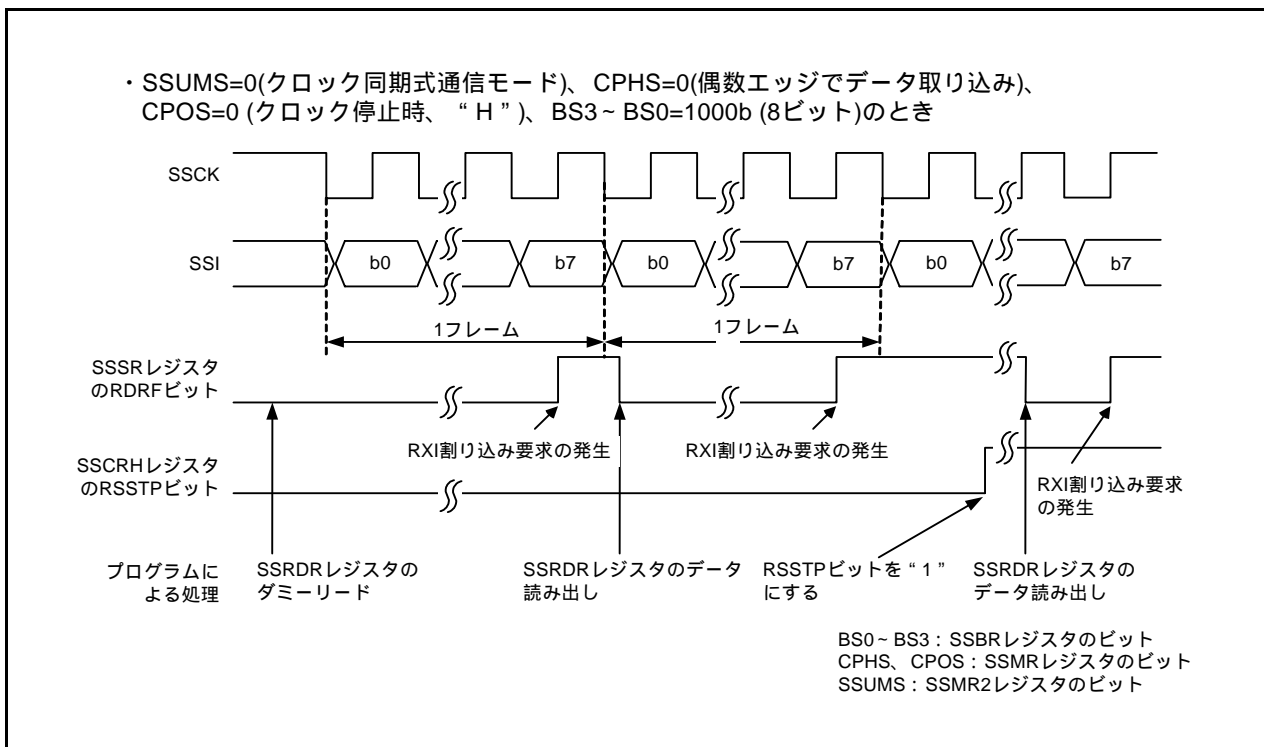 ・SSUMS=0(クロック同期式通信モード)、CPHS=0(偶数エッジでデータ取り込み)、
CPOS=0 (クロック停止時、“H”)、BS3~BS0=1000b (8ビット)のとき
SSCK
SSI
b0
b7
b0
b7
b0
b7
1フレーム
1フレーム
SSSRレジスタ
のRDRFビット
RXI割り込み要求の発生
RXI割り込み要求の発生
SSCRHレジスタ
のRSSTPビット
RXI割り込み要求
の発生
プログラムに
よる処理
SSRDRレジスタの
ダミーリード
SSRDRレジスタのデータ
読み出し
RSSTPビットを“1”
にする
SSRDRレジスタの
データ読み出し
BS0~BS3:SSBRレジスタのビット
CPHS、CPOS:SSMRレジスタのビット
SSUMS:SSMR2レジスタのビット